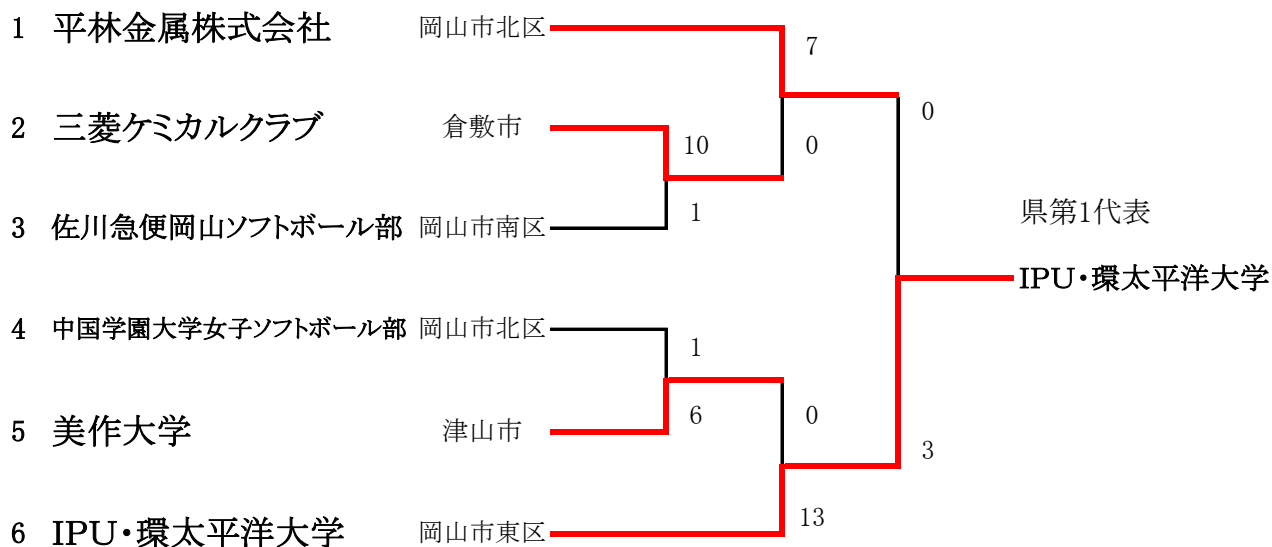 1 平林金属株式会社 岡山市北区
7
0
2 三菱ケミカルクラブ 倉敷市
10
0
1
3 佐川急便岡山ソフトボール部 岡山市南区
県第1代表
IPU・環太平洋大学
4 中国学園大学女子ソフトボール部 岡山市北区
1
6
0
5 美作大学 津山市
3
13
6 IPU・環太平洋大学 岡山市東区